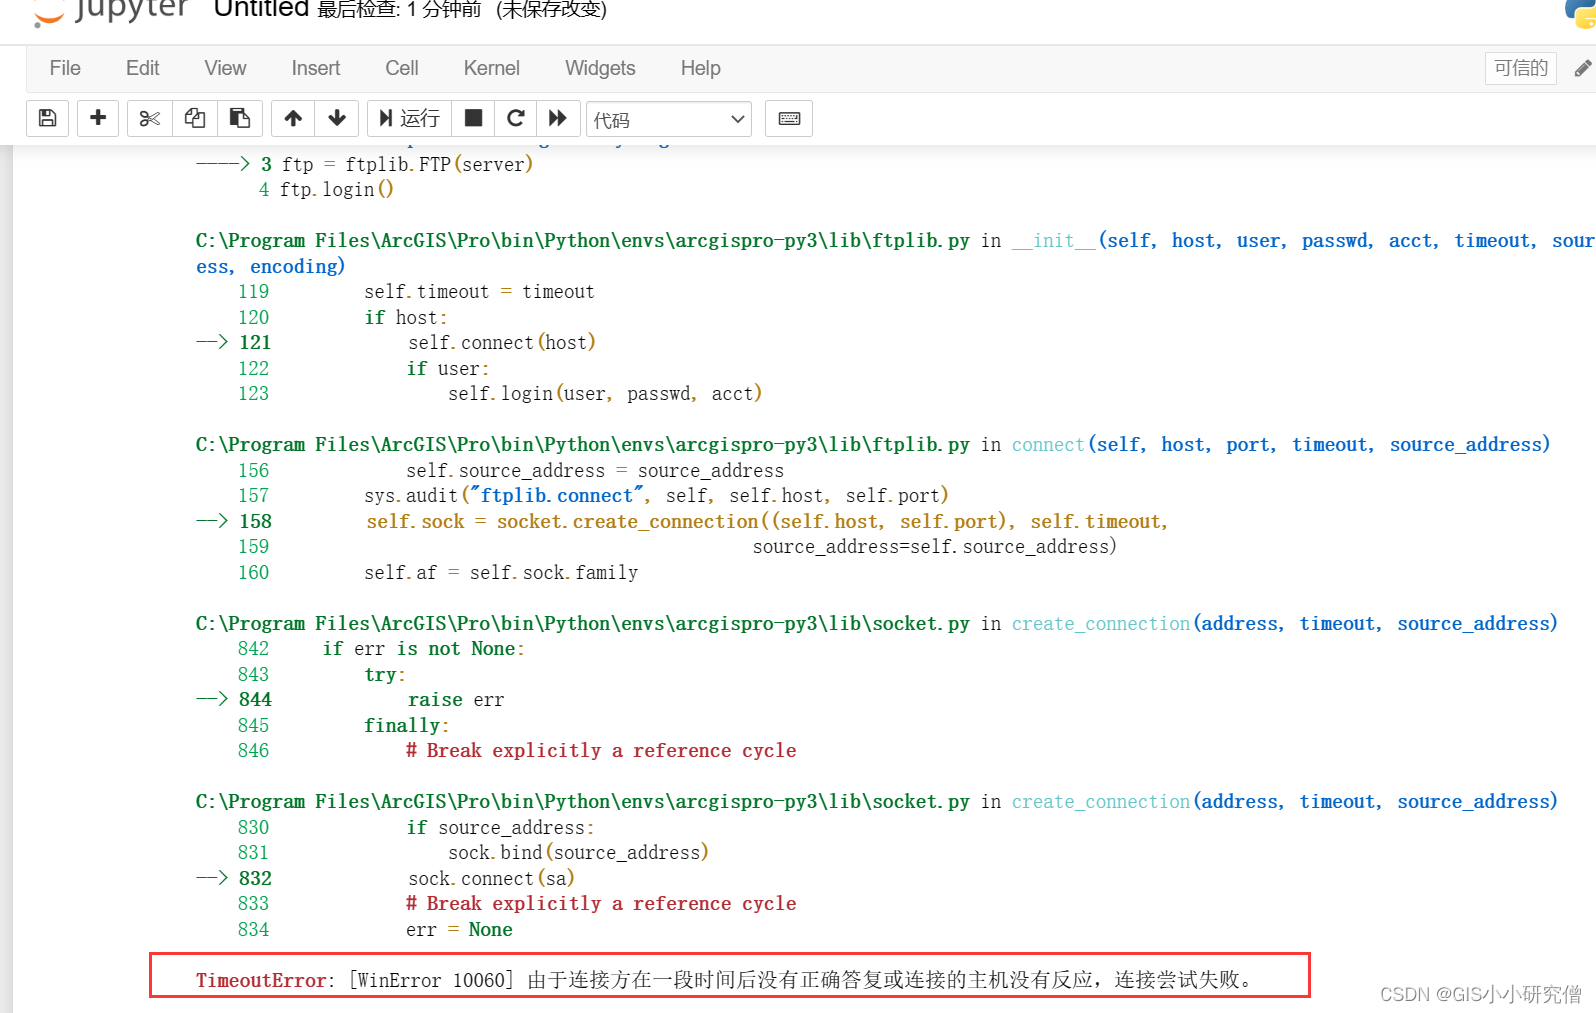 jupyter Untitled 最后检查: 1 分钟前 (未保存改变)
File Edit View Insert Cell Kernel Widgets Help 可信的
运行 代码
----> 3 ftp = ftplib.FTP(server)
4 ftp.login()
C:\Program Files\ArcGIS\Pro\bin\Python\envs\arcgispro-py3\lib\ftplib.py in __init__(self, host, user, passwd, acct, timeout, sour
ess, encoding)
119 self.timeout = timeout
120 if host:
--> 121 self.connect(host)
122 if user:
123 self.login(user, passwd, acct)
C:\Program Files\ArcGIS\Pro\bin\Python\envs\arcgispro-py3\lib\ftplib.py in connect(self, host, port, timeout, source_address)
156 self.source_address = source_address
157 sys.audit("ftplib.connect", self, self.host, self.port)
--> 158 self.sock = socket.create_connection((self.host, self.port), self.timeout,
159 source_address=self.source_address)
160 self.af = self.sock.family
C:\Program Files\ArcGIS\Pro\bin\Python\envs\arcgispro-py3\lib\socket.py in create_connection(address, timeout, source_address)
842 if err is not None:
843 try:
--> 844 raise err
845 finally:
846 # Break explicitly a reference cycle
C:\Program Files\ArcGIS\Pro\bin\Python\envs\arcgispro-py3\lib\socket.py in create_connection(address, timeout, source_address)
830 if source_address:
831 sock.bind(source_address)
--> 832 sock.connect(sa)
833 # Break explicitly a reference cycle
834 err = None
TimeoutError: [WinError 10060] 由于连接方在一段时间后没有正确答复或连接的主机没有反应，连接尝试失败。
CSDN @GIS小小研究僧